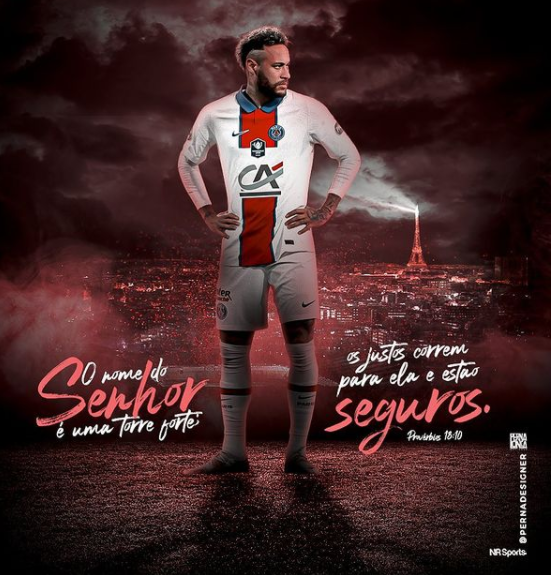 CA
O nome do
Senhor
é uma torre forte;
os justos correm
para ela e estão
seguros.
Provérbios 18:10
@PERNADESIGNER
NR Sports